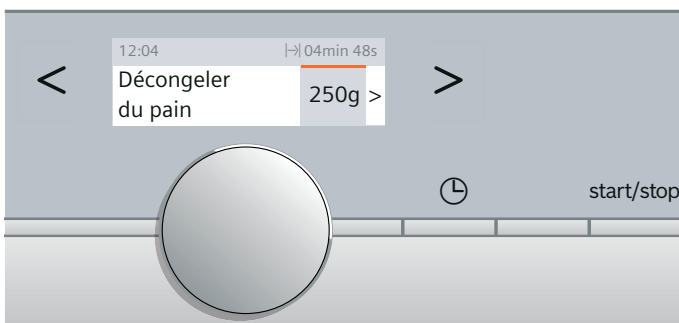 12:04 |→| 04min 48s
< Décongeler
du pain 250g > >
start/stop